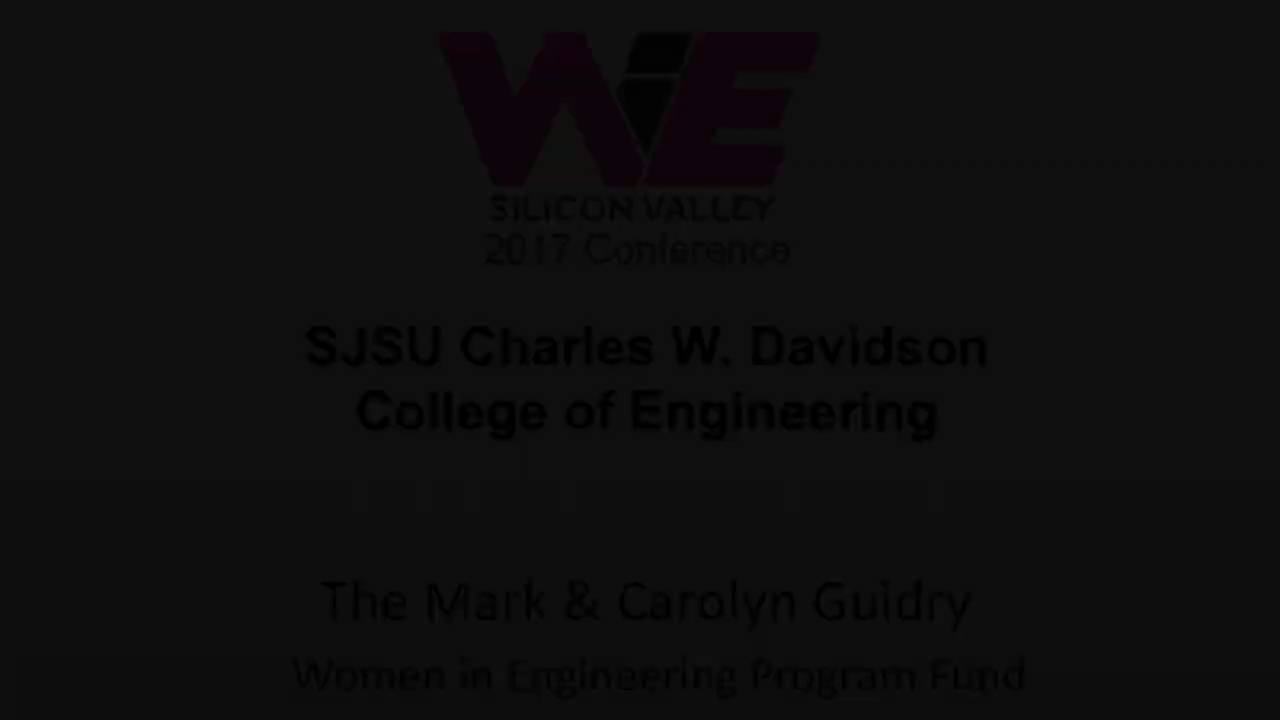 WiE
SILICON VALLEY
2017 Conference
SJSU Charles W. Davidson
College of Engineering
The Mark & Carolyn Guidry
Women in Engineering Program Fund